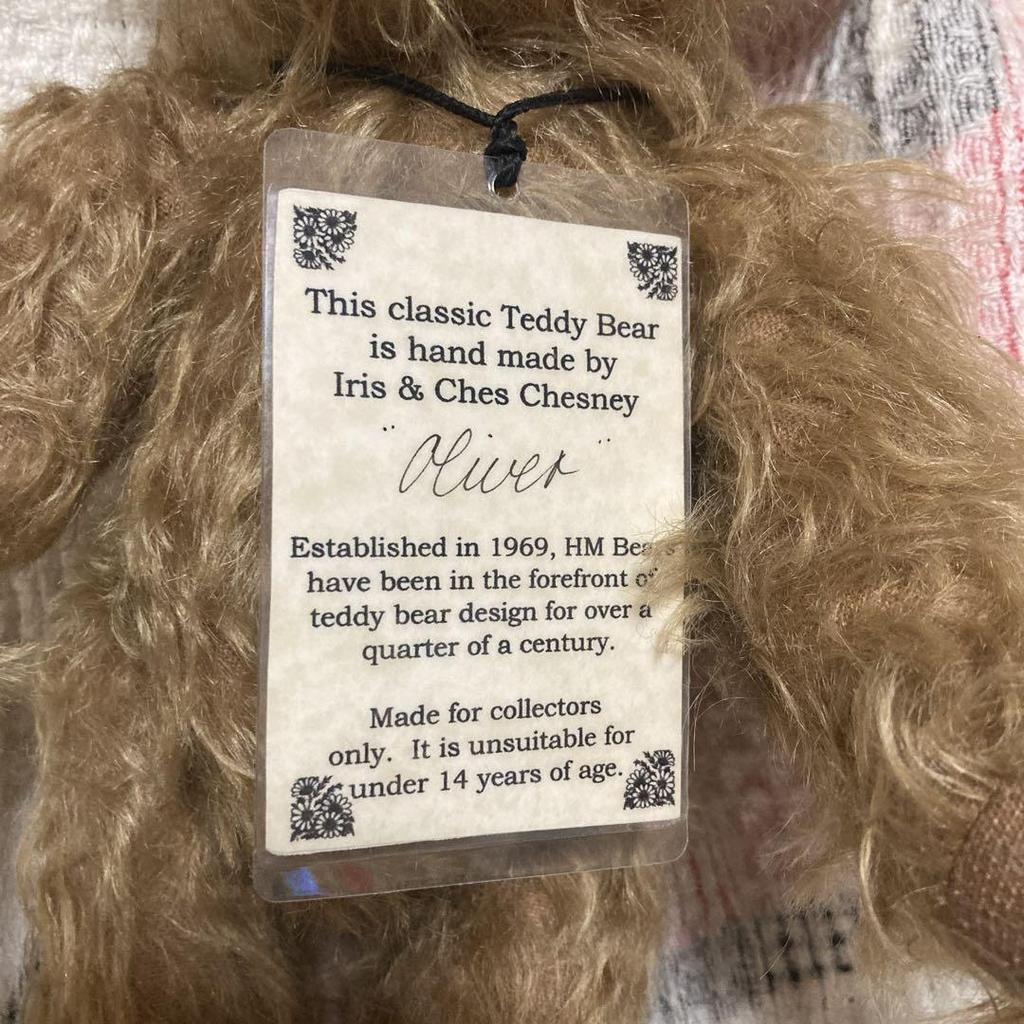 This classic Teddy Bear
is hand made by
Iris & Ches Chesney
"Oliver"
Established in 1969, HM Bears
have been in the forefront of
teddy bear design for over a
quarter of a century.
Made for collectors
only. It is unsuitable for
under 14 years of age.